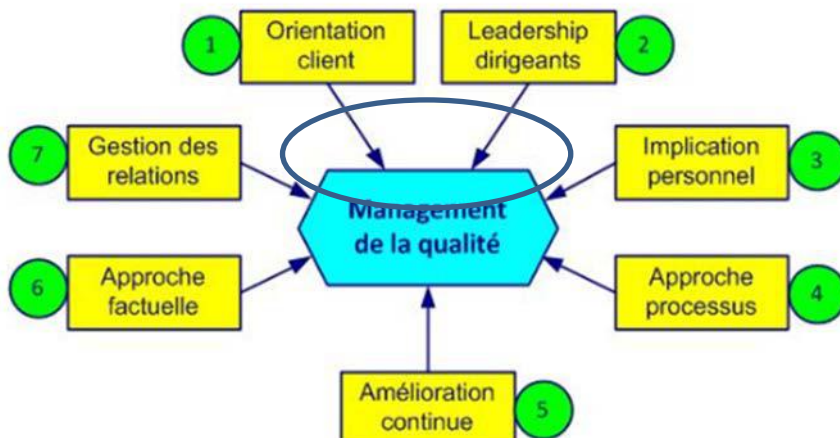 1
Orientation
client
Leadership
dirigeants
2
7
Gestion des
relations
Implication
personnel
3
Management
de la qualité
6
Approche
factuelle
Approche
processus
4
Amélioration
continue
5